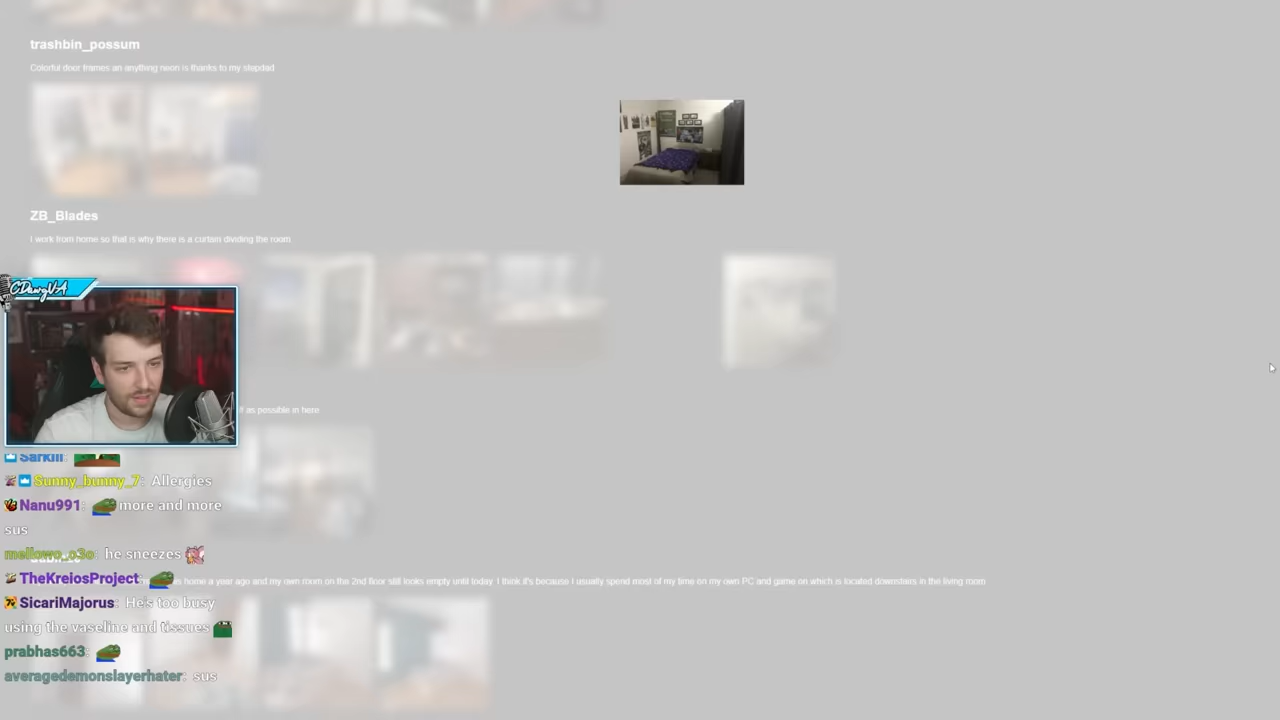 trashbin_possum
Colorful door frames an anything neon is thanks to my stepdad
ZB_Blades
I work from home so that is why there is a curtain dividing the room
CDawgVA
# as possible in here
Sarkiii:
Sunny_bunny_7: Allergies
Nanu991: more and more
sus
mellowo_o3o: he sneezes
TheKreiosProject:
s home a year ago and my own room on the 2nd floor still looks empty until today. I think it's because I usually spend most of my time on my own PC and game on which is located downstairs in the living room
SicariMajorus: He's too busy
using the vaseline and tissues
prabhas663:
averagedemonslayerhater: sus